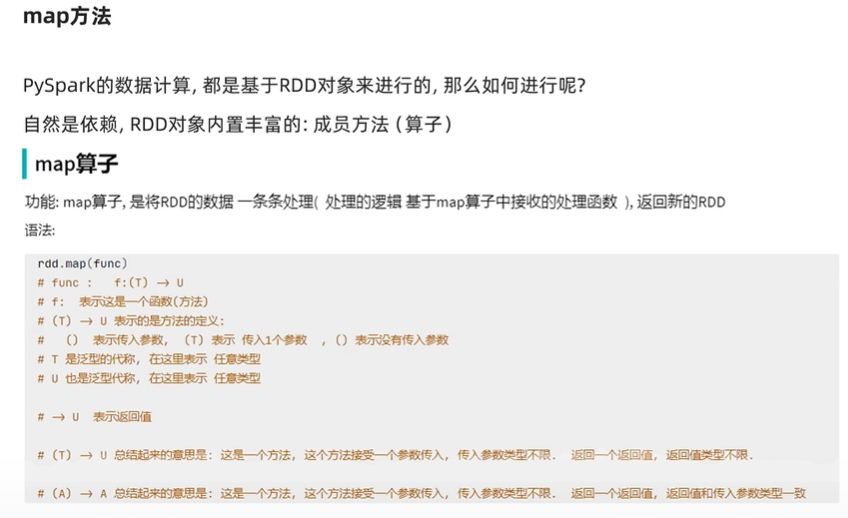 map方法
PySpark的数据计算, 都是基于RDD对象来进行的, 那么如何进行呢?
自然是依赖, RDD对象内置丰富的: 成员方法（算子）
map算子
功能: map算子, 是将RDD的数据 一条条处理( 处理的逻辑 基于map算子中接收的处理函数 ), 返回新的RDD
语法:
rdd.map(func)
# func :   f:(T) → U
# f:  表示这是一个函数(方法)
# (T) → U 表示的是方法的定义:
#   ()  表示传入参数, (T) 表示 传入1个参数  , () 表示没有传入参数
# T 是泛型的代称, 在这里表示 任意类型
# U 也是泛型代称, 在这里表示 任意类型
# → U  表示返回值
# (T) → U 总结起来的意思是: 这是一个方法, 这个方法接受一个参数传入, 传入参数类型不限.  返回一个返回值, 返回值类型不限.
# (A) → A 总结起来的意思是: 这是一个方法, 这个方法接受一个参数传入, 传入参数类型不限.  返回一个返回值, 返回值和传入参数类型一致